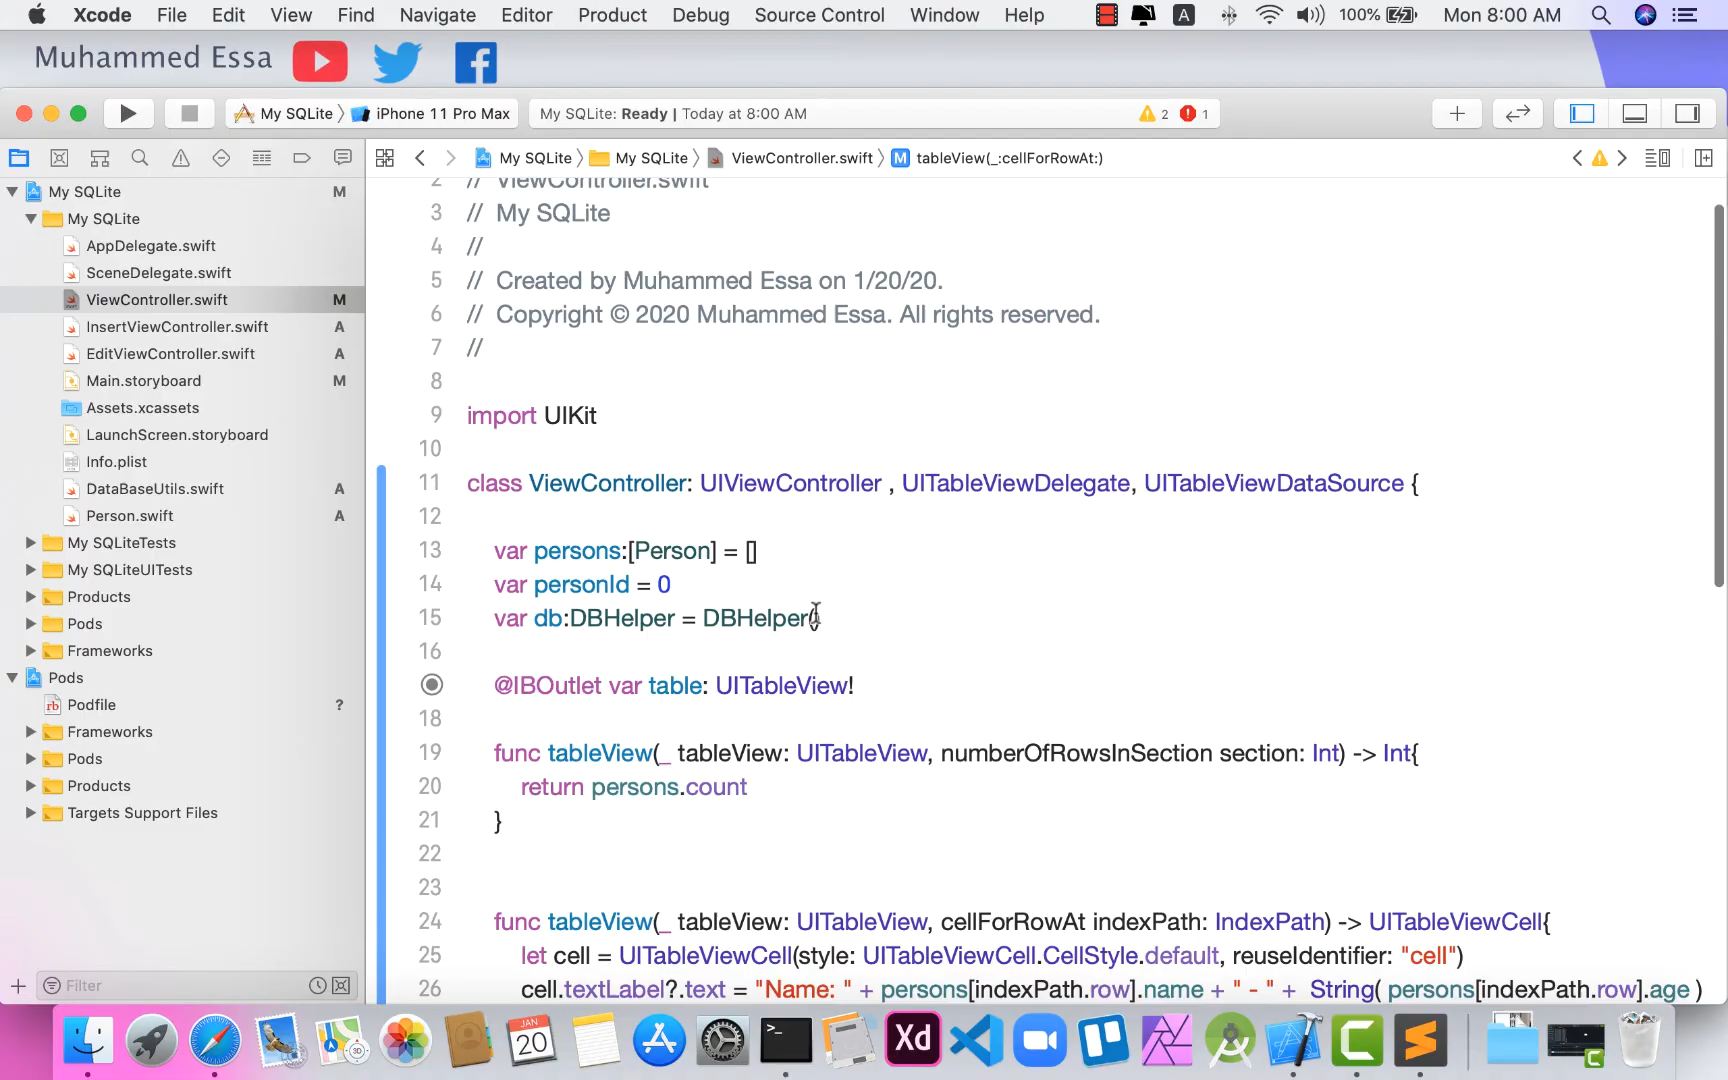 Xcode File Edit View Find Navigate Editor Product Debug Source Control Window Help A 100% Mon 8:00 AM
Muhammed Essa
My SQLite iPhone 11 Pro Max My SQLite: Ready | Today at 8:00 AM 2 1
My SQLite My SQLite ViewController.swift M tableView(_:cellForRowAt:)
My SQLite M
My SQLite
AppDelegate.swift
SceneDelegate.swift
ViewController.swift M
InsertViewController.swift A
EditViewController.swift A
Main.storyboard M
Assets.xcassets
LaunchScreen.storyboard
Info.plist
DataBaseUtils.swift A
Person.swift A
My SQLiteTests
My SQLiteUITests
Products
Pods
Frameworks
Pods
rb Podfile ?
Frameworks
Pods
Products
Targets Support Files
Filter
2 // ViewController.swift
3 // My SQLite
4 //
5 // Created by Muhammed Essa on 1/20/20.
6 // Copyright © 2020 Muhammed Essa. All rights reserved.
7 //
8
9 import UIKit
10
11 class ViewController: UIViewController , UITableViewDelegate, UITableViewDataSource {
12
13 var persons:[Person] = []
14 var personId = 0
15 var db:DBHelper = DBHelper()
16
@IBOutlet var table: UITableView!
18
19 func tableView(_ tableView: UITableView, numberOfRowsInSection section: Int) -> Int{
20 return persons.count
21 }
22
23
24 func tableView(_ tableView: UITableView, cellForRowAt indexPath: IndexPath) -> UITableViewCell{
25 let cell = UITableViewCell(style: UITableViewCell.CellStyle.default, reuseIdentifier: "cell")
26 cell.textLabel?.text = "Name: " + persons[indexPath.row].name + " - " + String( persons[indexPath.row].age )
JAN
20
3D
>_
Xd
C
S
C